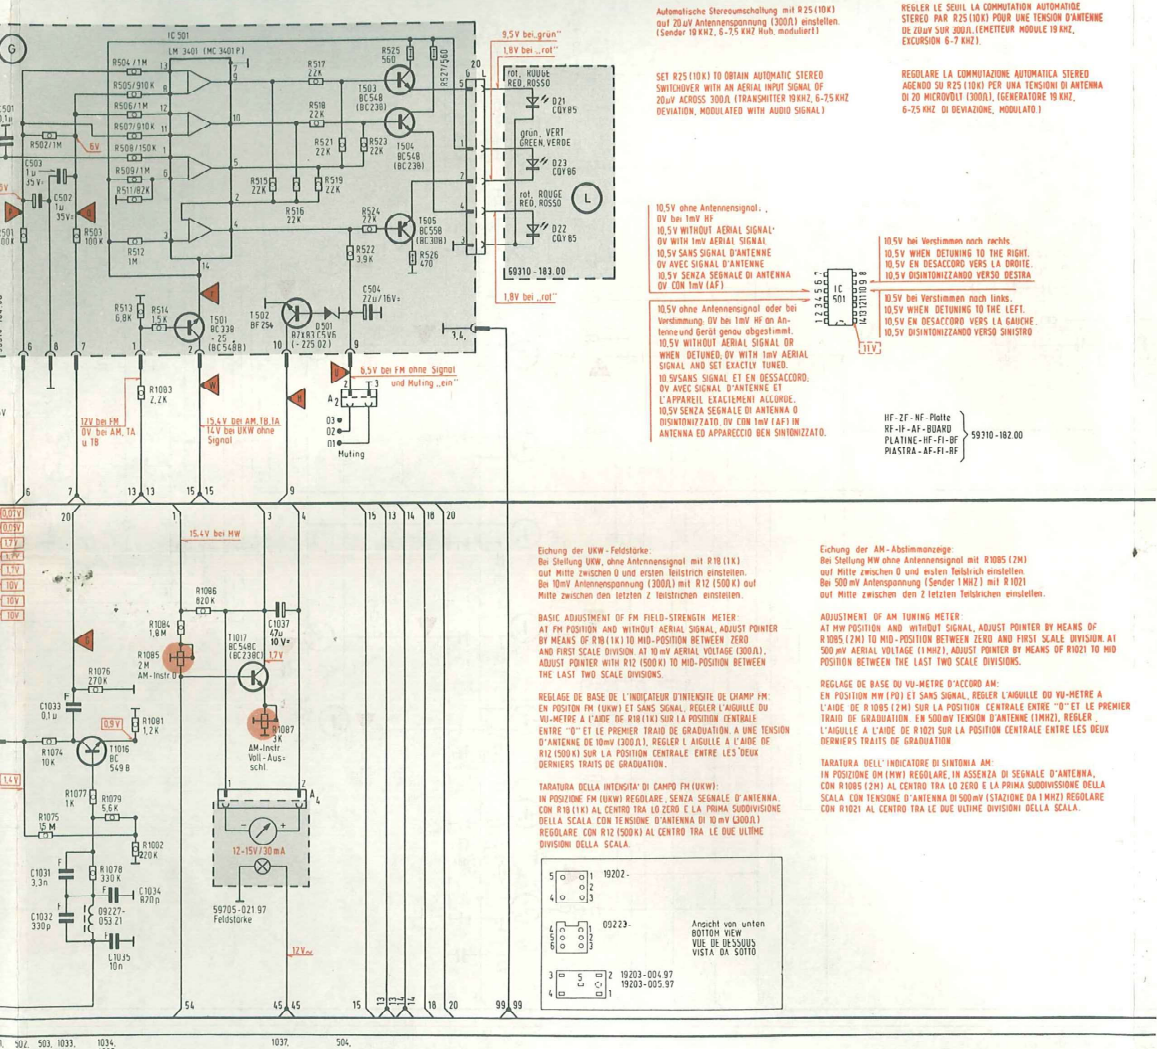 Automatische Stereoumschaltung mit R25(10K)
auf 20µV Antennenspannung (300Ω) einstellen.
(Sender 19KHZ, 6-7,5 KHZ Hub, moduliert!)
SET R25(10K) TO OBTAIN AUTOMATIC STEREO
SWITCHOVER WITH AN AERIAL INPUT SIGNAL OF
20µV ACROSS 300Ω (TRANSMITTER 19KHZ, 6-7,5KHZ
DEVIATION, MODULATED WITH AUDIO SIGNAL)
REGLER LE SEUIL LA COMMUTATION AUTOMATIQUE
STEREO PAR R25(10K) POUR UNE TENSION D'ANTENNE
DE 20µV SUR 300Ω.(EMETTEUR MODULE 19KHZ,
EXCURSION 6-7 KHZ).
REGOLARE LA COMMUTAZIONE AUTOMATICA STEREO
AGENDO SU R25(10K) PER UNA TENSIONI DI ANTENNA
DI 20 MICROVOLT (300Ω), (GENERATORE 19KHZ,
6-7,5 KHZ DI DEVIAZIONE, MODULATO)
G
IC 501
LM 3401 (MC 3401P)
R504/1M
R505/910K
R506/1M
R507/910K
R508/150K
R509/1M
R511/82K
R502/1M
6V
C503
1µ
35V=
C502
1µ
35V=
R503
100K
R512
1M
R517
22K
R518
22K
R521
22K
R523
22K
R515
22K
R519
22K
R516
22K
R524
22K
R522
3,9K
R525
560
R527/560
T503
BC548
(BC238)
T504
BC548
(BC238)
T505
BC558
(BC308)
R526
470
9,5V bei „grün"
1,8V bei „rot"
rot, ROUGE
RED, ROSSO
D21
CQY85
grün, VERT
GREEN, VERDE
D23
CQY86
rot, ROUGE
RED, ROSSO
D22
CQY85
L
59310-183.00
1,8V bei „rot"
R513
6,8K
R514
1,5K
T501
BC338
-25
(BC548B)
T502
BF254
D501
BZX83C5V6
(-22502)
C504
22µ/16V=
6,5V bei FM ohne Signal
und Muting „ein"
R1083
2,2K
12V bei FM
0V bei AM, TA
u TB
15,4V bei AM,TB,TA
14V bei UKW ohne
Signal
Muting
10,5V ohne Antennensignal
0V bei 1mV HF
10,5V WITHOUT AERIAL SIGNAL
0V WITH 1mV AERIAL SIGNAL
10,5V SANS SIGNAL D'ANTENNE
0V AVEC SIGNAL D'ANTENNE
10,5V SENZA SEGNALE DI ANTENNA
0V CON 1mV (AF)
10,5V ohne Antennensignal oder bei
Verstimmung; 0V bei 1mV HF an An-
tenne und Gerät genau abgestimmt.
10,5V WITHOUT AERIAL SIGNAL OR
WHEN DETUNED; 0V WITH 1mV AERIAL
SIGNAL AND SET EXACTLY TUNED.
10,5V SANS SIGNAL ET EN DESSACCORD;
0V AVEC SIGNAL D'ANTENNE ET
L'APPAREIL EXACTEMENT ACCORDE.
10,5V SENZA SEGNALE DI ANTENNA O
DISINTONIZZATO, 0V CON 1mV (AF) IN
ANTENNA ED APPARECCIO BEN SINTONIZZATO.
IC
501
11V
10,5V bei Verstimmen nach rechts
10,5V WHEN DETUNING TO THE RIGHT.
10,5V EN DESACCORD VERS LA DROITE.
10,5V DISINTONIZZANDO VERSO DESTRA
10,5V bei Verstimmen nach links.
10,5V WHEN DETUNING TO THE LEFT.
10,5V EN DESACCORD VERS LA GAUCHE.
10,5V DISINTONIZZANDO VERSO SINISTRO
HF-ZF-NF-Platte
RF-IF-AF-BOARD
PLATINE-HF-FI-BF
PIASTRA-AF-FI-BF
59310-182.00
15,4V bei MW
R1086
820K
R1084
1,8M
R1085
2M
AM-Instr 0
C1037
47µ
10V=
T1017
BC548C
(BC238C)
1,7V
R1087
3K
AM-Instr
Voll-Aus=
schl.
R1076
270K
C1033
0,1µ
0,9V
R1081
1,2K
R1074
10K
T1016
BC
549B
R1077
1K
R1079
5,6K
R1075
15M
R1002
220K
C1031
3,3n
R1078
330K
C1034
820p
C1032
330p
09227-
05321
C1035
10n
12-15V/30mA
59705-021.97
Feldstärke
12V~
Eichung der UKW-Feldstärke:
Bei Stellung UKW, ohne Antennensignal mit R18(1K)
auf Mitte zwischen 0 und ersten Teilstrich einstellen.
Bei 10mV Antennenspannung (300Ω) mit R12 (500K) auf
Mitte zwischen den letzten 2 Teilstrichen einstellen.
BASIC ADJUSTMENT OF FM FIELD-STRENGTH METER:
AT FM POSITION AND WITHOUT AERIAL SIGNAL, ADJUST POINTER
BY MEANS OF R18(1K) TO MID-POSITION BETWEEN ZERO
AND FIRST SCALE DIVISION AT 10mV AERIAL VOLTAGE (300Ω),
ADJUST POINTER WITH R12 (500K) TO MID-POSITION BETWEEN
THE LAST TWO SCALE DIVISIONS.
REGLAGE DE BASE DE L'INDICATEUR D'INTENSITE DE CHAMP FM:
EN POSITON FM (UKW) ET SANS SIGNAL, REGLER L'AIGUILLE DU
VU-METRE A L'AIDE DE R18(1K) SUR LA POSITION CENTRALE
ENTRE "0" ET LE PREMIER TRAID DE GRADUATION. A UNE TENSION
D'ANTENNE DE 10mV (300Ω), REGLER L AIGULLE A L'AIDE DE
R12 (500K) SUR LA POSITION CENTRALE ENTRE LES DEUX
DERNIERS TRAITS DE GRADUATION.
TARATURA DELLA INTENSITA' DI CAMPO FM (UKW):
IN POSIZIONE FM (UKW) REGOLARE, SENZA SEGNALE D'ANTENNA,
CON R18(1K) AL CENTRO TRA LO ZERO E LA PRIMA SUDDIVISIONE
DELLA SCALA CON TENSIONE D'ANTENNA DI 10mV (300Ω)
REGOLARE CON R12 (500K) AL CENTRO TRA LE DUE ULTIME
DIVISIONI DELLA SCALA.
Eichung der AM-Abstimmanzeige:
Bei Stellung MW ohne Antennensignal mit R1085 (2M)
auf Mitte zwischen 0 und ersten Teilstrich einstellen
Bei 500mV Antenspannung (Sender 1MHZ) mit R1021
auf Mitte zwischen den 2 letzten Teilstrichen einstellen.
ADJUSTMENT OF AM TUNING METER:
AT MW POSITION AND WITHOUT SIGNAL, ADJUST POINTER BY MEANS OF
R1085 (2M) TO MID-POSITION BETWEEN ZERO AND FIRST SCALE DIVISION. AT
500mV AERIAL VOLTAGE (1MHZ), ADJUST POINTER BY MEANS OF R1021 TO MID
POSITION BETWEEN THE LAST TWO SCALE DIVISIONS.
REGLAGE DE BASE DU VU-METRE D'ACCORD AM:
EN POSITION MW (PO) ET SANS SIGNAL, REGLER L'AIGUILLE DU VU-METRE A
L'AIDE DE R1085 (2M) SUR LA POSITION CENTRALE ENTRE "0" ET LE PREMIER
TRAID DE GRADUATION. EN 500mV TENSION D'ANTENNE (1MHZ), REGLER
L'AIGULLE A L'AIDE DE R1021 SUR LA POSITION CENTRALE ENTRE LES DEUX
DERNIERS TRAITS DE GRADUATION
TARATURA DELL' INDICATORE DI SINTONIA AM:
IN POSIZIONE OM (MW) REGOLARE, IN ASSENZA DI SEGNALE D'ANTENNA,
CON R1085 (2M) AL CENTRO TRA LO ZERO E LA PRIMA SUDDIVISSIONE DELLA
SCALA CON TENSIONE D'ANTENNA DI 500mV (STAZIONE DA 1MHZ) REGOLARE
CON R1021 AL CENTRO TRA LE DUE ULTIME DIVISIONI DELLA SCALA.
19202-
09223-
19203-004.97
19203-005.97
Ansicht von unten
BOTTOM VIEW
VUE DE DESSOUS
VISTA DA SOTTO
54
45 45
15
13 13 14 14
18 20
99 99
502, 503, 1033, 1034,
1037, 504,